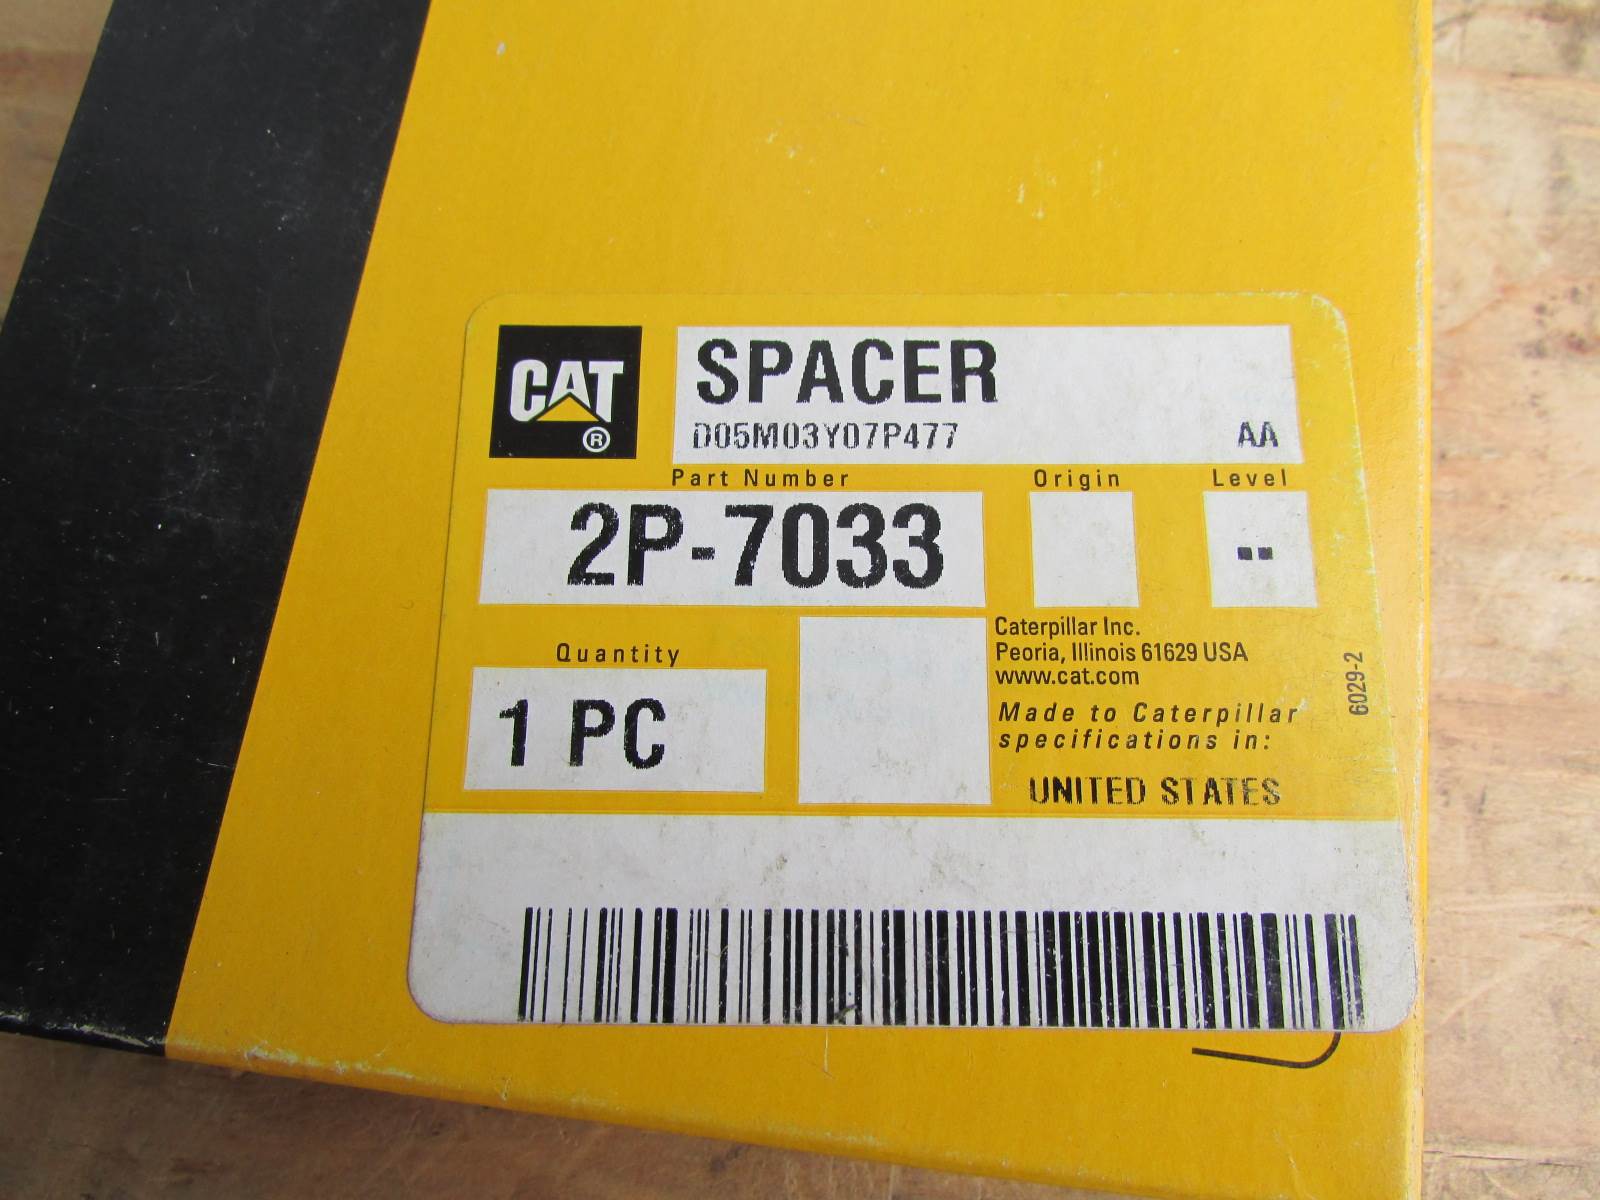 CAT
®
SPACER
D05M03Y07P477 AA
Part Number Origin Level
2P-7033 --
Quantity
1 PC
Caterpillar Inc.
Peoria, Illinois 61629 USA
www.cat.com
Made to Caterpillar
specifications in:
UNITED STATES
6029-2